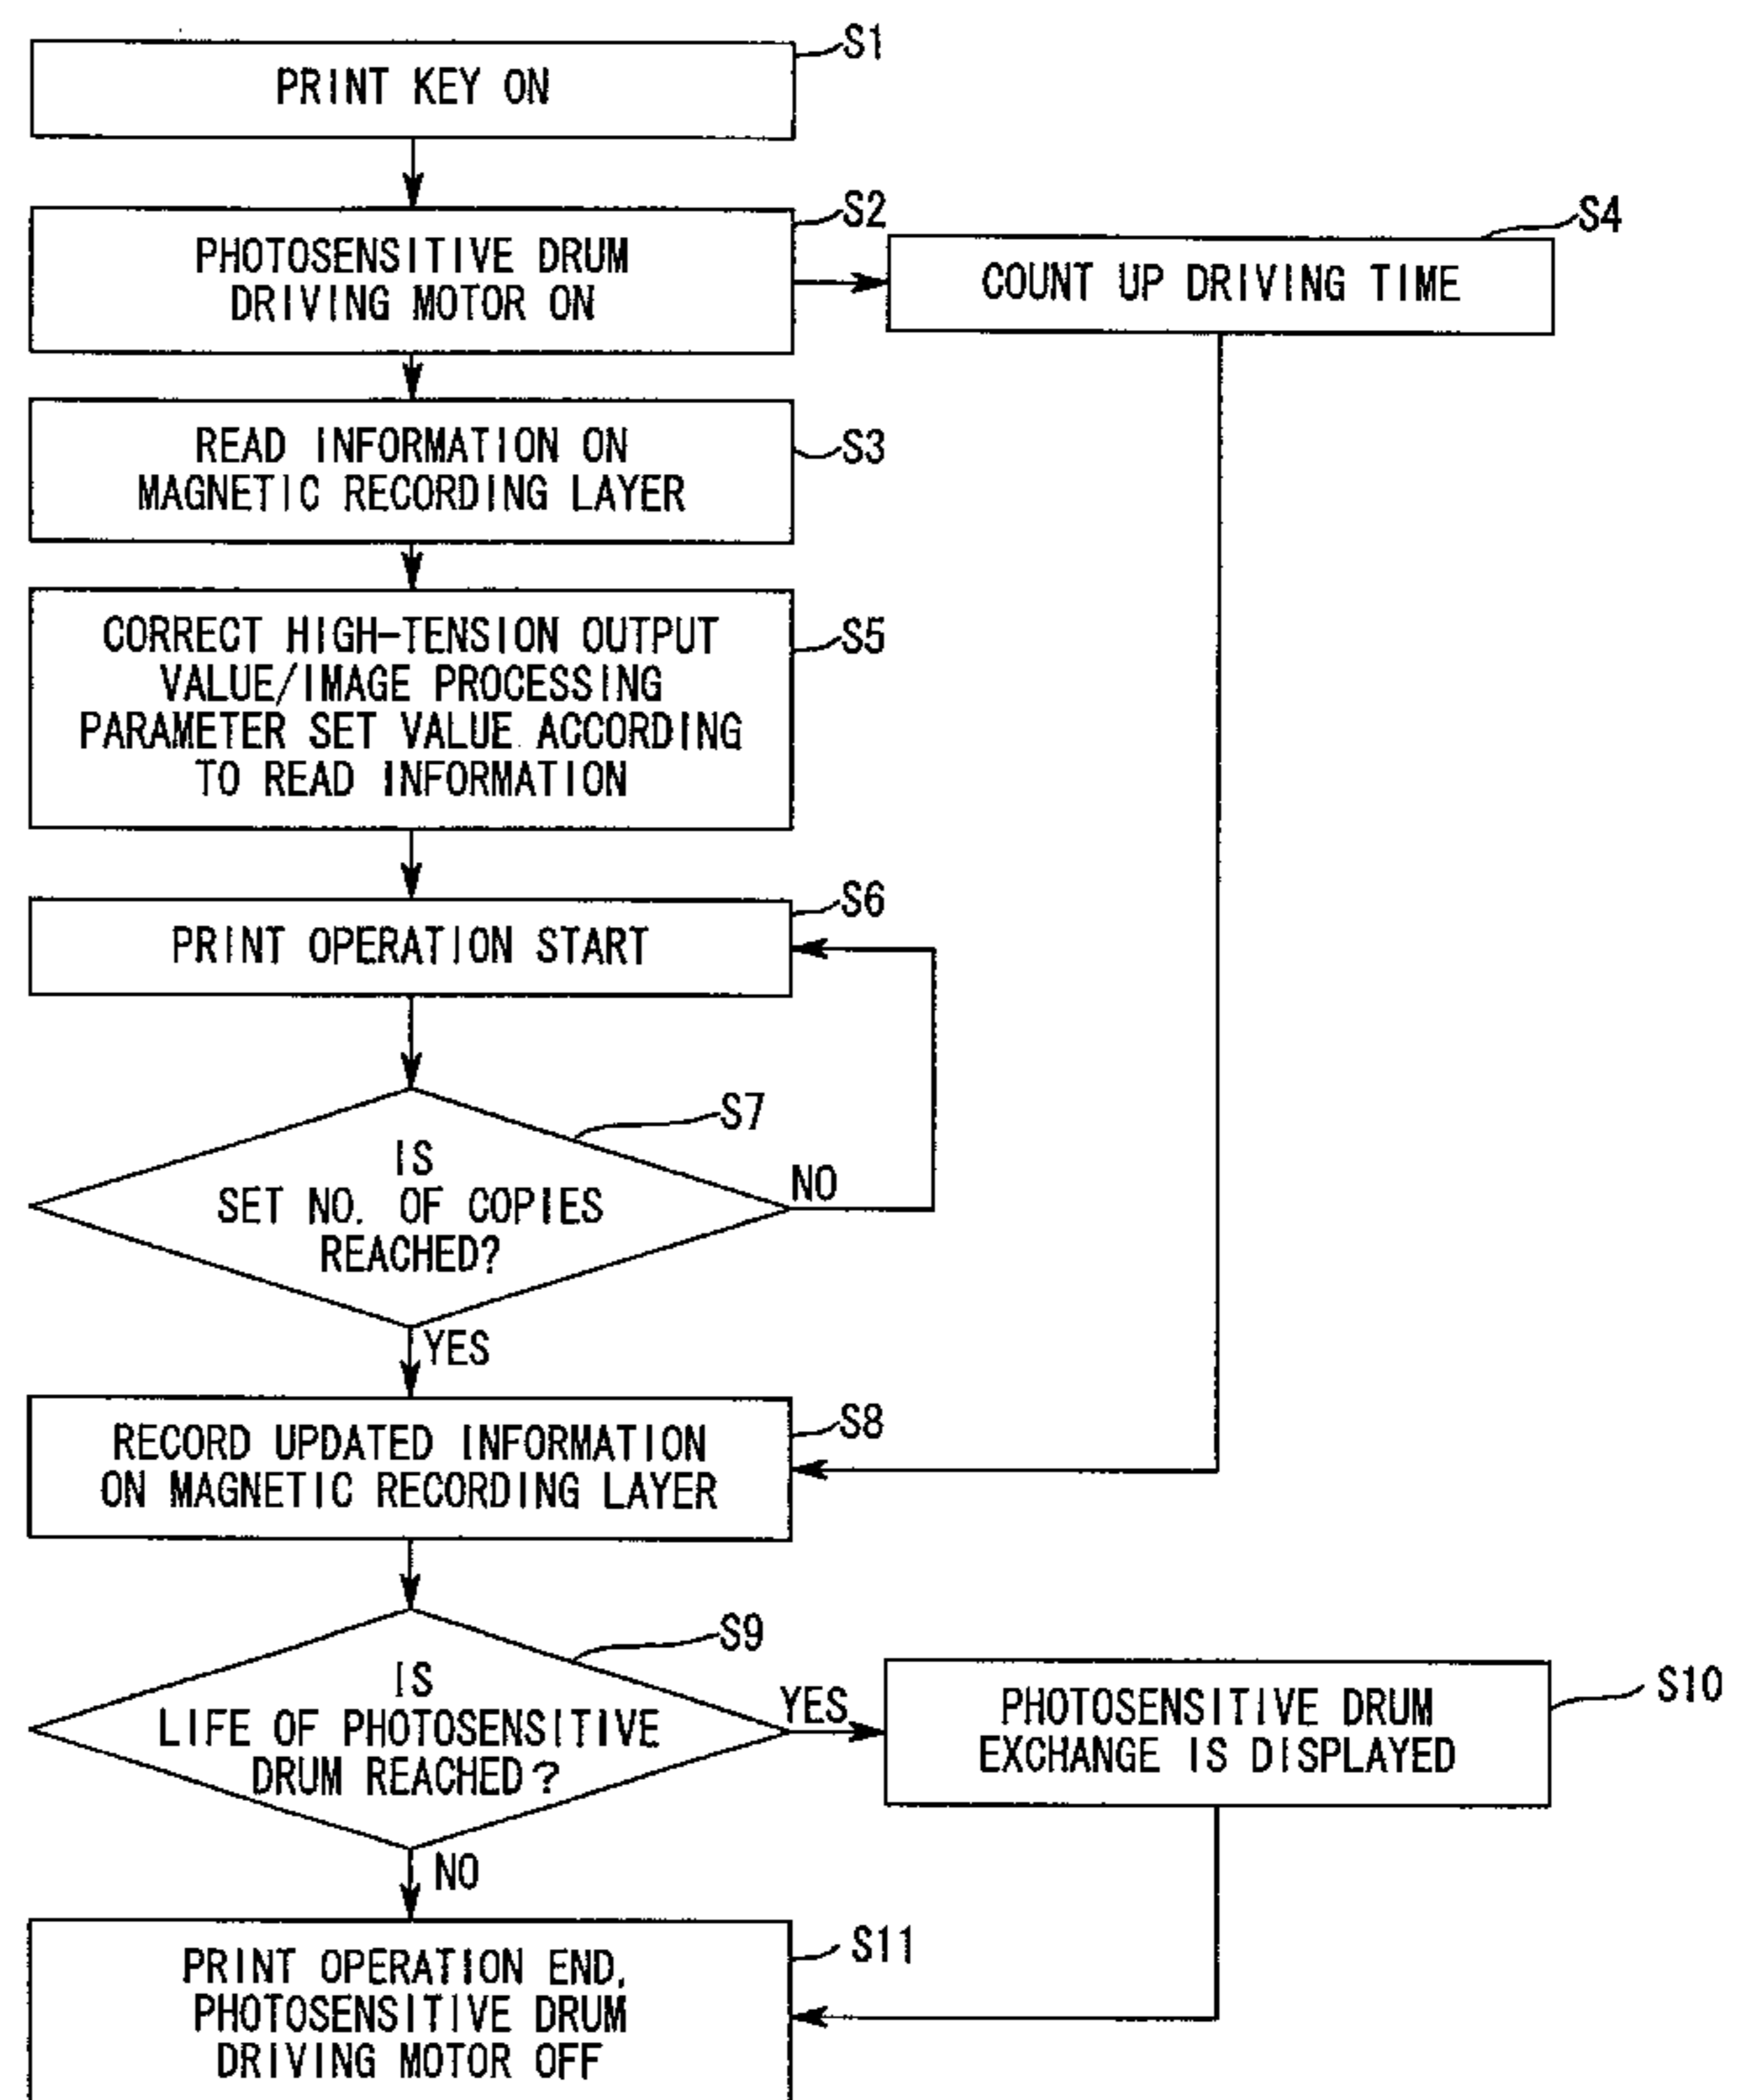 S1
PRINT KEY ON
S2
PHOTOSENSITIVE DRUM
DRIVING MOTOR ON
S4
COUNT UP DRIVING TIME
S3
READ INFORMATION ON
MAGNETIC RECORDING LAYER
S5
CORRECT HIGH-TENSION OUTPUT
VALUE/IMAGE PROCESSING
PARAMETER SET VALUE ACCORDING
TO READ INFORMATION
S6
PRINT OPERATION START
S7
IS
SET NO. OF COPIES
REACHED?
NO
YES
S8
RECORD UPDATED INFORMATION
ON MAGNETIC RECORDING LAYER
S9
IS
LIFE OF PHOTOSENSITIVE
DRUM REACHED?
YES
S10
PHOTOSENSITIVE DRUM
EXCHANGE IS DISPLAYED
NO
S11
PRINT OPERATION END,
PHOTOSENSITIVE DRUM
DRIVING MOTOR OFF